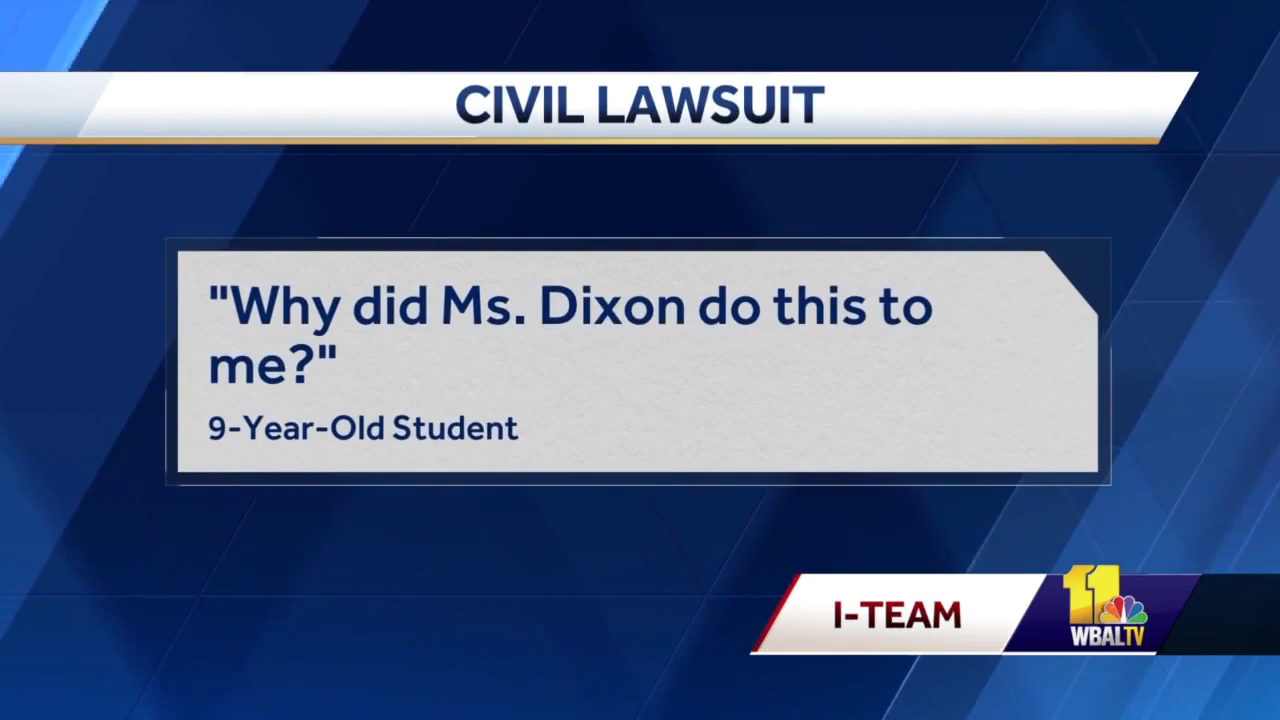 CIVIL LAWSUIT
"Why did Ms. Dixon do this to
me?"
9-Year-Old Student
I-TEAM
11
WBALTV